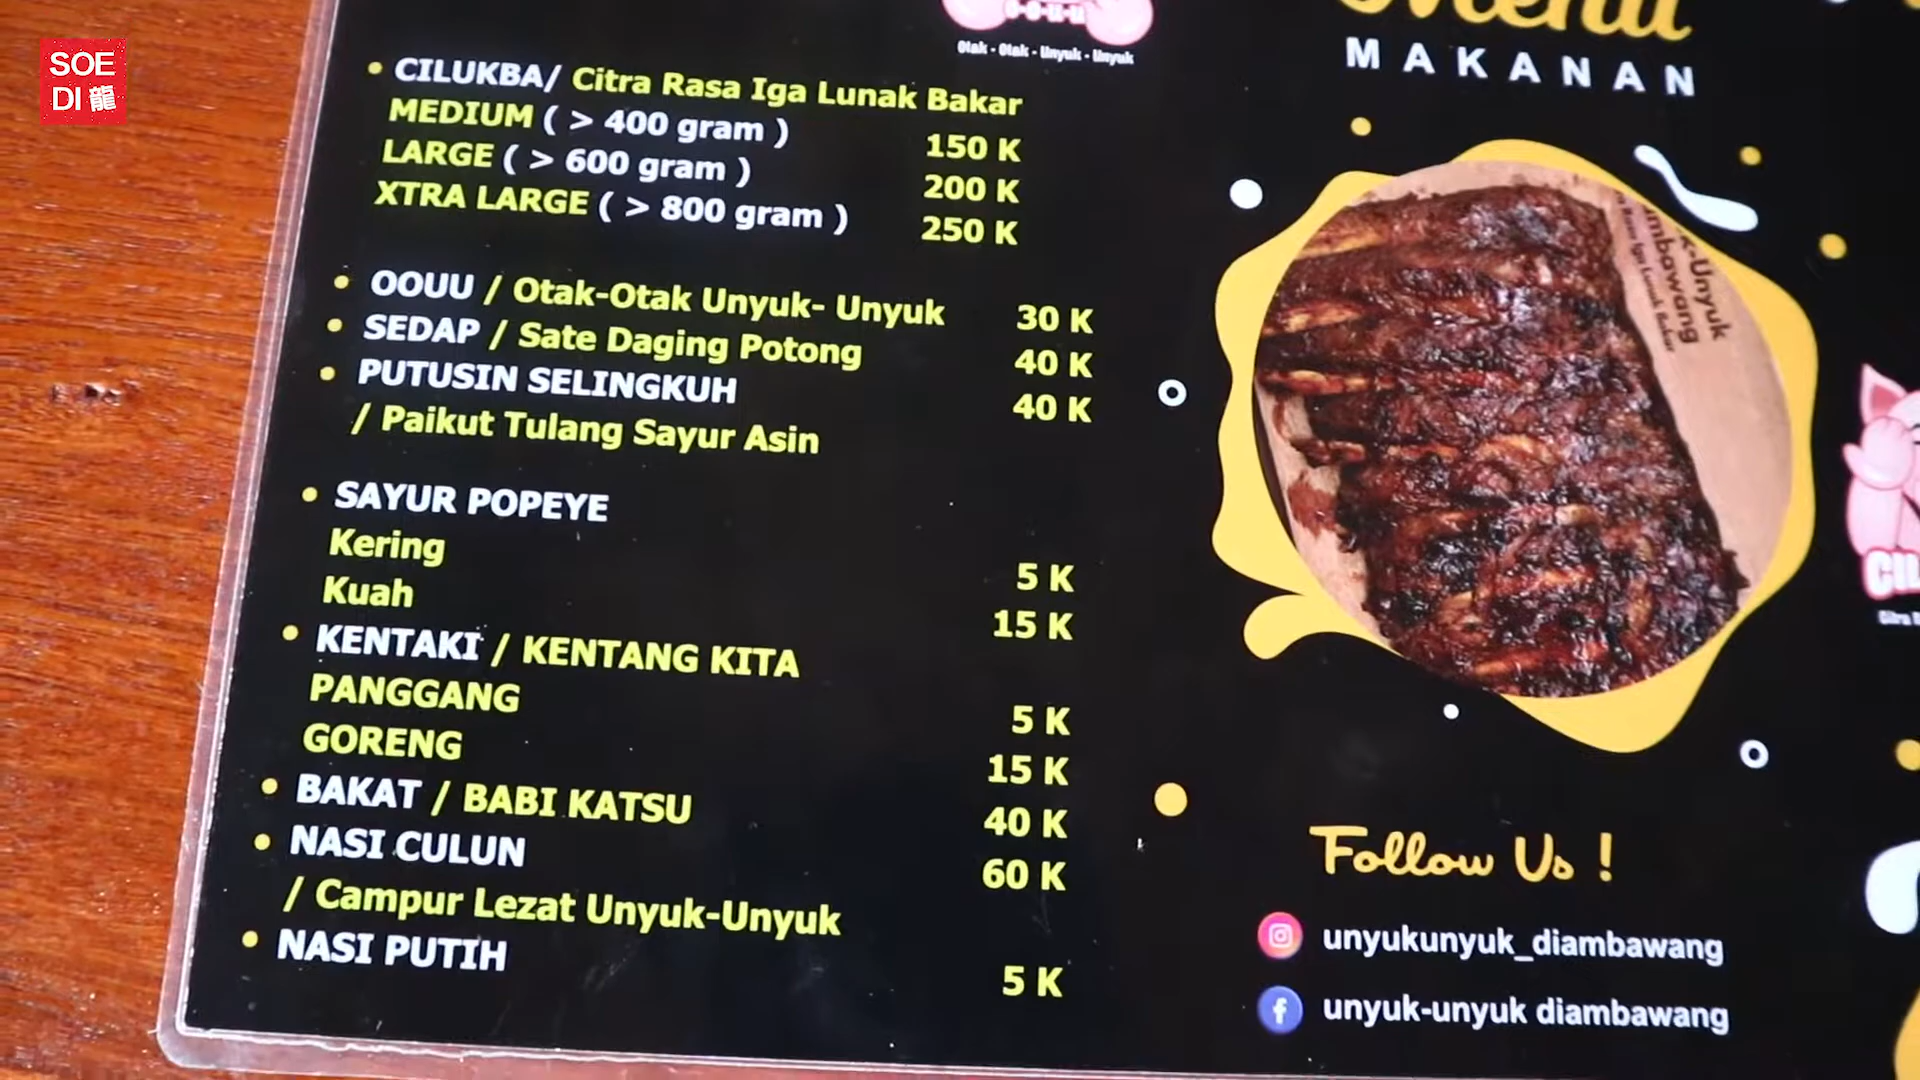 SOE
DI 龍
Otak - Otak - Unyuk - Unyuk
Menu
MAKANAN
CILUKBA/ Citra Rasa Iga Lunak Bakar
MEDIUM ( > 400 gram ) 150 K
LARGE ( > 600 gram ) 200 K
XTRA LARGE ( > 800 gram ) 250 K
OOUU / Otak-Otak Unyuk- Unyuk 30 K
SEDAP / Sate Daging Potong 40 K
PUTUSIN SELINGKUH 40 K
/ Paikut Tulang Sayur Asin
SAYUR POPEYE
Kering 5 K
Kuah 15 K
KENTAKI / KENTANG KITA
PANGGANG 5 K
GORENG 15 K
BAKAT / BABI KATSU 40 K
NASI CULUN 60 K
/ Campur Lezat Unyuk-Unyuk
NASI PUTIH 5 K
Follow Us !
unyukunyuk_diambawang
unyuk-unyuk diambawang